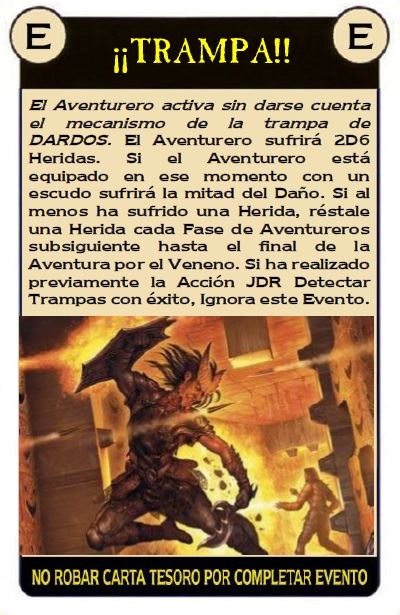 E E
¡¡TRAMPA!!
El Aventurero activa sin darse cuenta
el mecanismo de la trampa de
DARDOS. El Aventurero sufrirá 2D6
Heridas. Si el Aventurero está
equipado en ese momento con un
escudo sufrirá la mitad del Daño. Si al
menos ha sufrido una Herida, réstale
una Herida cada Fase de Aventureros
subsiguiente hasta el final de la
Aventura por el Veneno. Si ha realizado
previamente la Acción JDR Detectar
Trampas con éxito, Ignora este Evento.
NO ROBAR CARTA TESORO POR COMPLETAR EVENTO